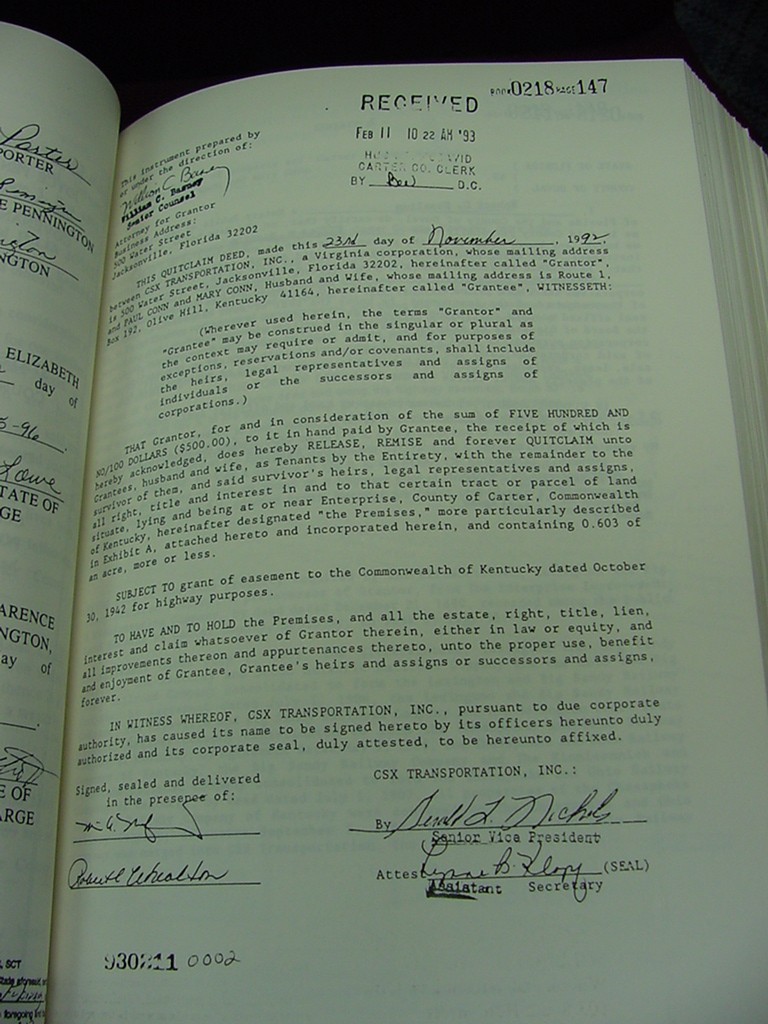 BOOK 0218 PAGE 147
RECEIVED
FEB 11 10 22 AM '93
CARTER CO. CLERK
BY D.C.
This instrument prepared by
or under the direction of:
William C. Barney
William C. Barney
Senior Counsel
Attorney for Grantor
Business Address:
500 Water Street
Jacksonville, Florida 32202
THIS QUITCLAIM DEED, made this 23rd day of November, 1992,
between CSX TRANSPORTATION, INC., a Virginia corporation, whose mailing address
is 500 Water Street, Jacksonville, Florida 32202, hereinafter called "Grantor",
and PAUL CONN and MARY CONN, Husband and Wife, whose mailing address is Route 1,
Box 192, Olive Hill, Kentucky 41164, hereinafter called "Grantee", WITNESSETH:
(Wherever used herein, the terms "Grantor" and
"Grantee" may be construed in the singular or plural as
the context may require or admit, and for purposes of
exceptions, reservations and/or covenants, shall include
the heirs, legal representatives and assigns of
individuals or the successors and assigns of
corporations.)
THAT Grantor, for and in consideration of the sum of FIVE HUNDRED AND
NO/100 DOLLARS ($500.00), to it in hand paid by Grantee, the receipt of which is
hereby acknowledged, does hereby RELEASE, REMISE and forever QUITCLAIM unto
Grantees, husband and wife, as Tenants by the Entirety, with the remainder to the
survivor of them, and said survivor's heirs, legal representatives and assigns,
all right, title and interest in and to that certain tract or parcel of land
situate, lying and being at or near Enterprise, County of Carter, Commonwealth
of Kentucky, hereinafter designated "the Premises," more particularly described
in Exhibit A, attached hereto and incorporated herein, and containing 0.603 of
an acre, more or less.
SUBJECT TO grant of easement to the Commonwealth of Kentucky dated October
30, 1942 for highway purposes.
TO HAVE AND TO HOLD the Premises, and all the estate, right, title, lien,
interest and claim whatsoever of Grantor therein, either in law or equity, and
all improvements thereon and appurtenances thereto, unto the proper use, benefit
and enjoyment of Grantee, Grantee's heirs and assigns or successors and assigns,
forever.
IN WITNESS WHEREOF, CSX TRANSPORTATION, INC., pursuant to due corporate
authority, has caused its name to be signed hereto by its officers hereunto duly
authorized and its corporate seal, duly attested, to be hereunto affixed.
Signed, sealed and delivered
in the presence of:
CSX TRANSPORTATION, INC.:
By Gerald L. Nichols
Senior Vice President
Attest (SEAL)
Assistant Secretary
930211 0002
PORTER
E PENNINGTON
NGTON
ELIZABETH
day of
5-96
Lowe
TATE OF
GE
ARENCE
NGTON,
ay of
E OF
ARGE
SCT